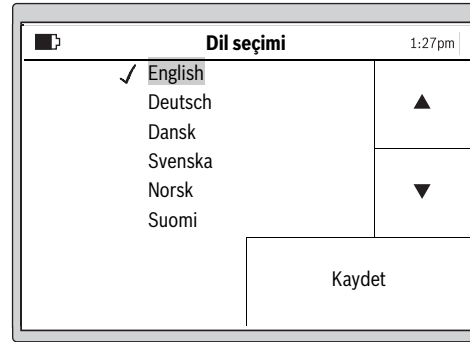 Dil seçimi 1:27pm
English
Deutsch
Dansk
Svenska
Norsk
Suomi
Kaydet